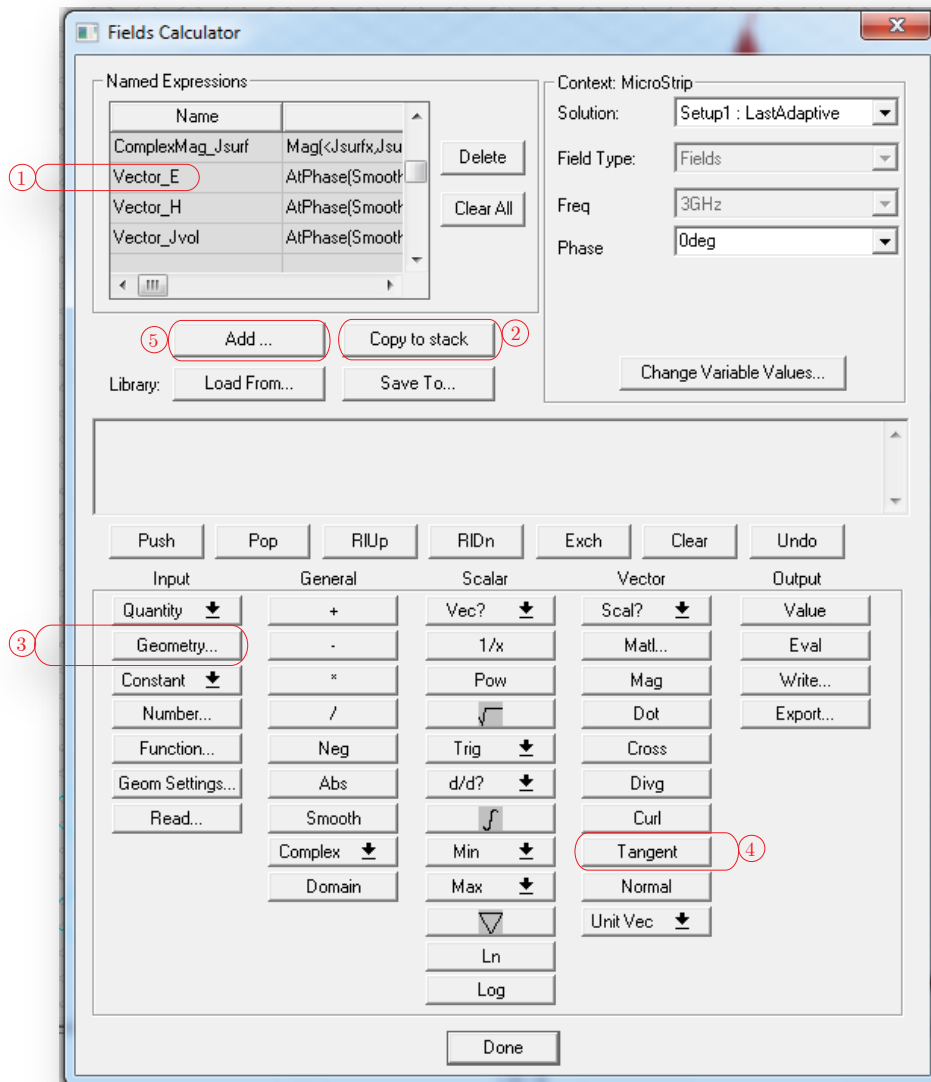 Fields Calculator
Named Expressions
Name
ComplexMag_Jsurf Mag(<Jsurfx,Jsu
① Vector_E AtPhase(Smooth
Vector_H AtPhase(Smooth
Vector_Jvol AtPhase(Smooth
Delete
Clear All
Context: MicroStrip
Solution: Setup1 : LastAdaptive
Field Type: Fields
Freq 3GHz
Phase 0deg
Change Variable Values...
⑤ Add ... Copy to stack ②
Library: Load From... Save To...
Push Pop RlUp RlDn Exch Clear Undo
Input General Scalar Vector Output
Quantity + Vec? Scal? Value
③ Geometry... - 1/x Matl... Eval
Constant * Pow Mag Write...
Number... / √ Dot Export...
Function... Neg Trig Cross
Geom Settings... Abs d/d? Divg
Read... Smooth ∫ Curl
Complex Min Tangent ④
Domain Max Normal
▽ Unit Vec
Ln
Log
Done